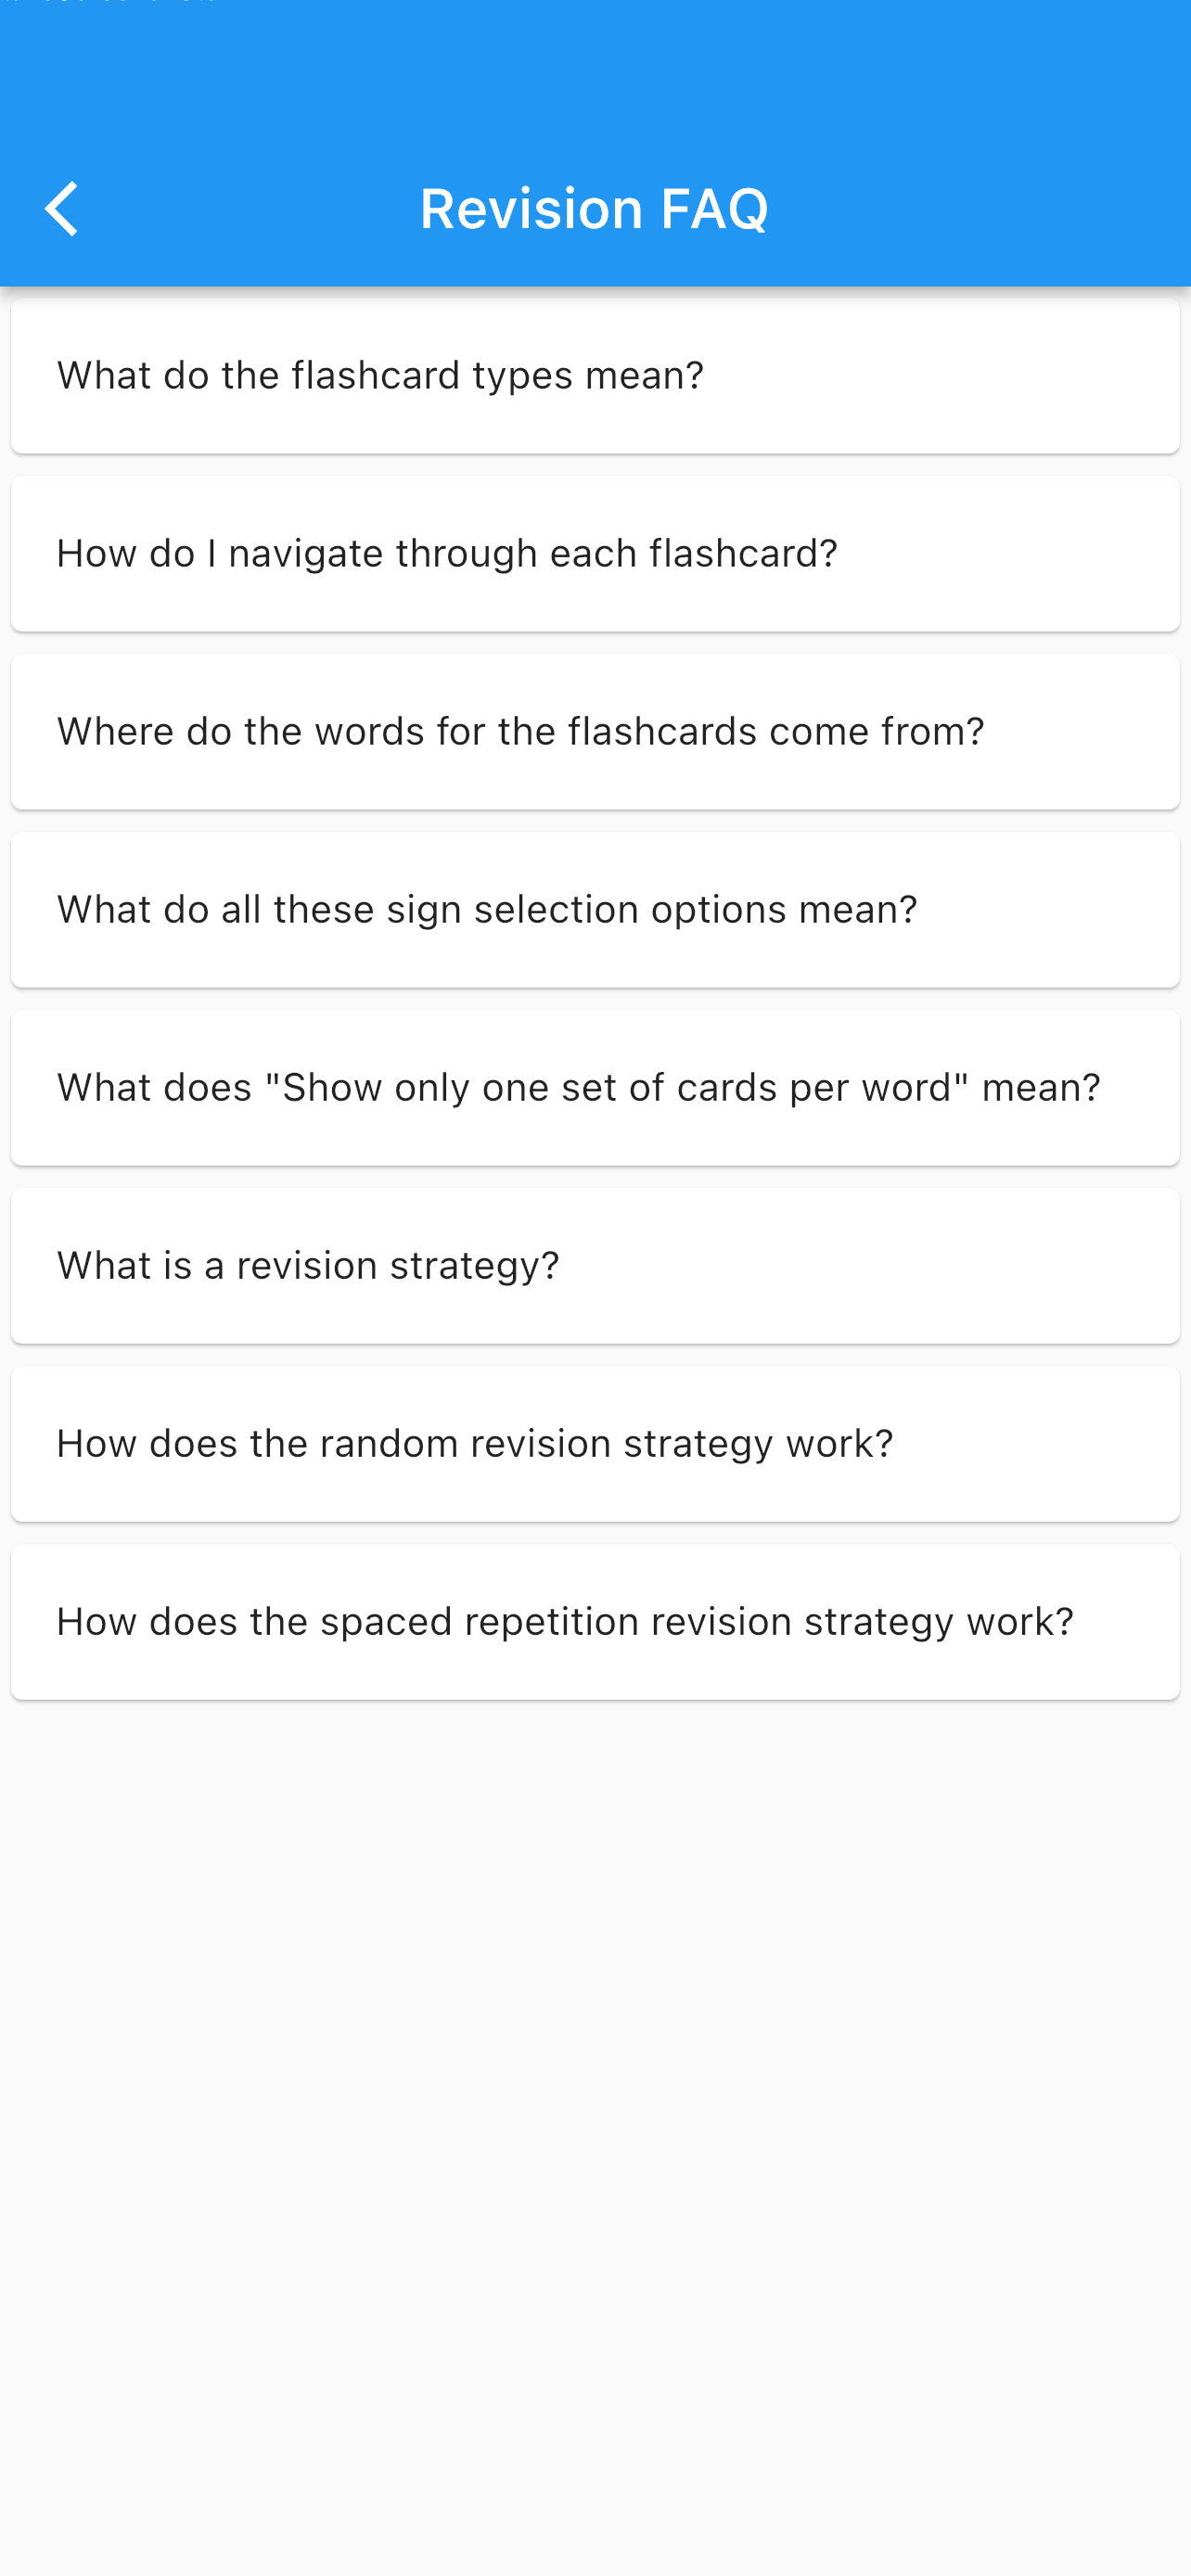 Revision FAQ
What do the flashcard types mean?
How do I navigate through each flashcard?
Where do the words for the flashcards come from?
What do all these sign selection options mean?
What does "Show only one set of cards per word" mean?
What is a revision strategy?
How does the random revision strategy work?
How does the spaced repetition revision strategy work?